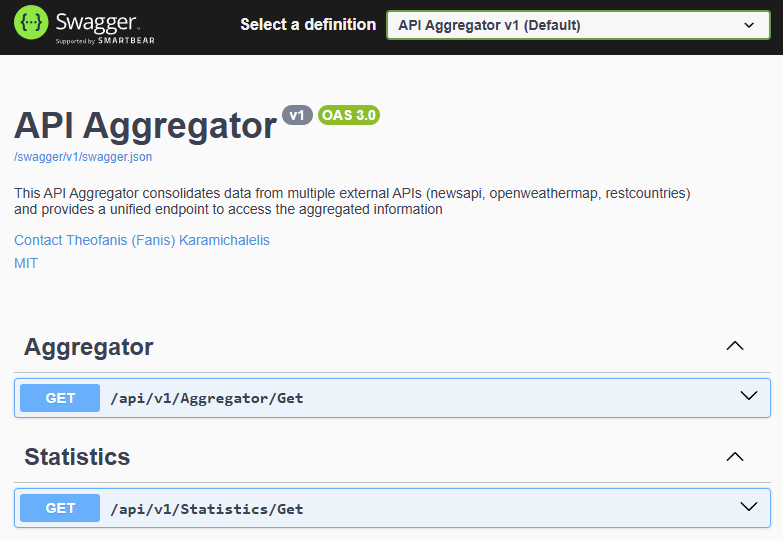 Swagger.
Supported by SMARTBEAR
Select a definition
API Aggregator v1 (Default)
API Aggregator v1 OAS 3.0
/swagger/v1/swagger.json
This API Aggregator consolidates data from multiple external APIs (newsapi, openweathermap, restcountries)
and provides a unified endpoint to access the aggregated information
Contact Theofanis (Fanis) Karamichalelis
MIT
Aggregator
GET /api/v1/Aggregator/Get
Statistics
GET /api/v1/Statistics/Get